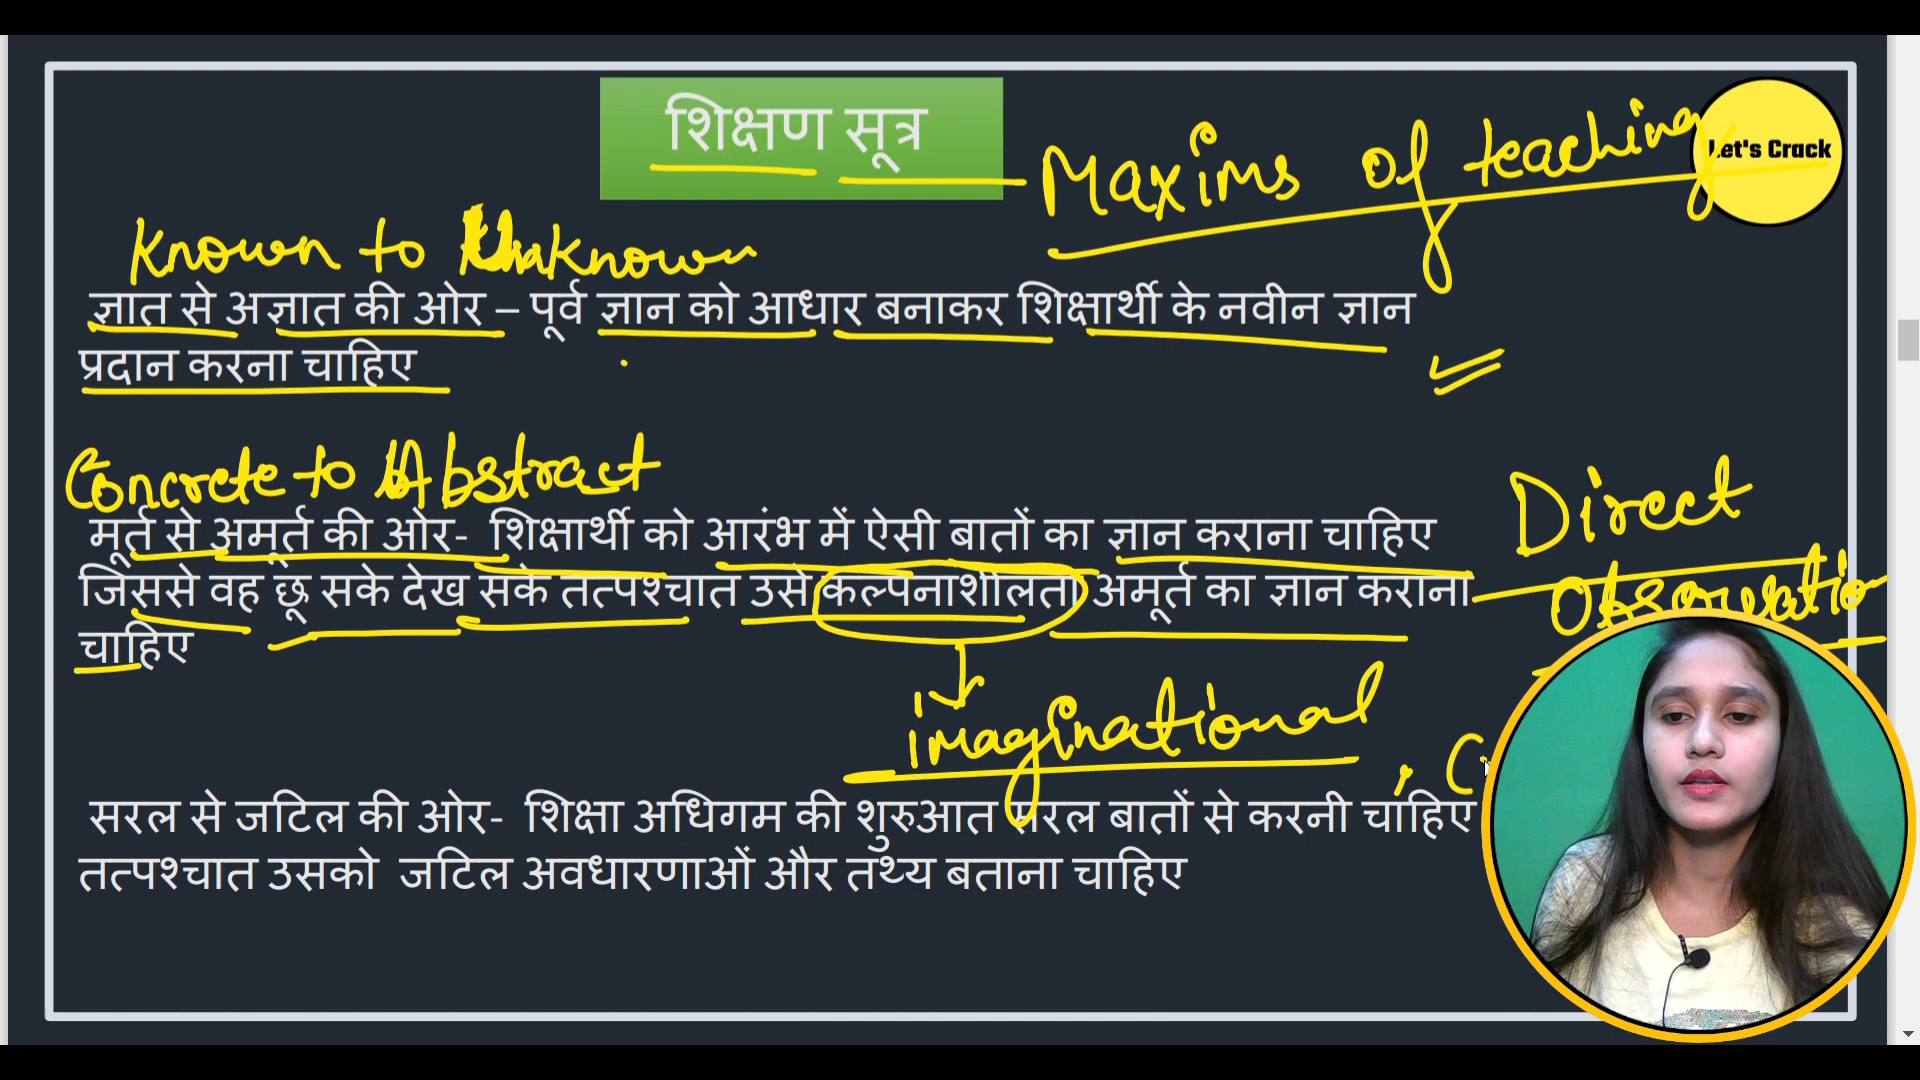 शिक्षण सूत्र
Maxims of teaching
Let's Crack
Known to Unknown
ज्ञात से अज्ञात की ओर – पूर्व ज्ञान को आधार बनाकर शिक्षार्थी के नवीन ज्ञान
प्रदान करना चाहिए
Concrete to Abstract
मूर्त से अमूर्त की ओर- शिक्षार्थी को आरंभ में ऐसी बातों का ज्ञान कराना चाहिए
जिससे वह छू सके देख सके तत्पश्चात उसे कल्पनाशीलता अमूर्त का ज्ञान कराना
चाहिए
Direct
Observation
imaginational
सरल से जटिल की ओर- शिक्षा अधिगम की शुरुआत सरल बातों से करनी चाहिए
तत्पश्चात उसको जटिल अवधारणाओं और तथ्य बताना चाहिए